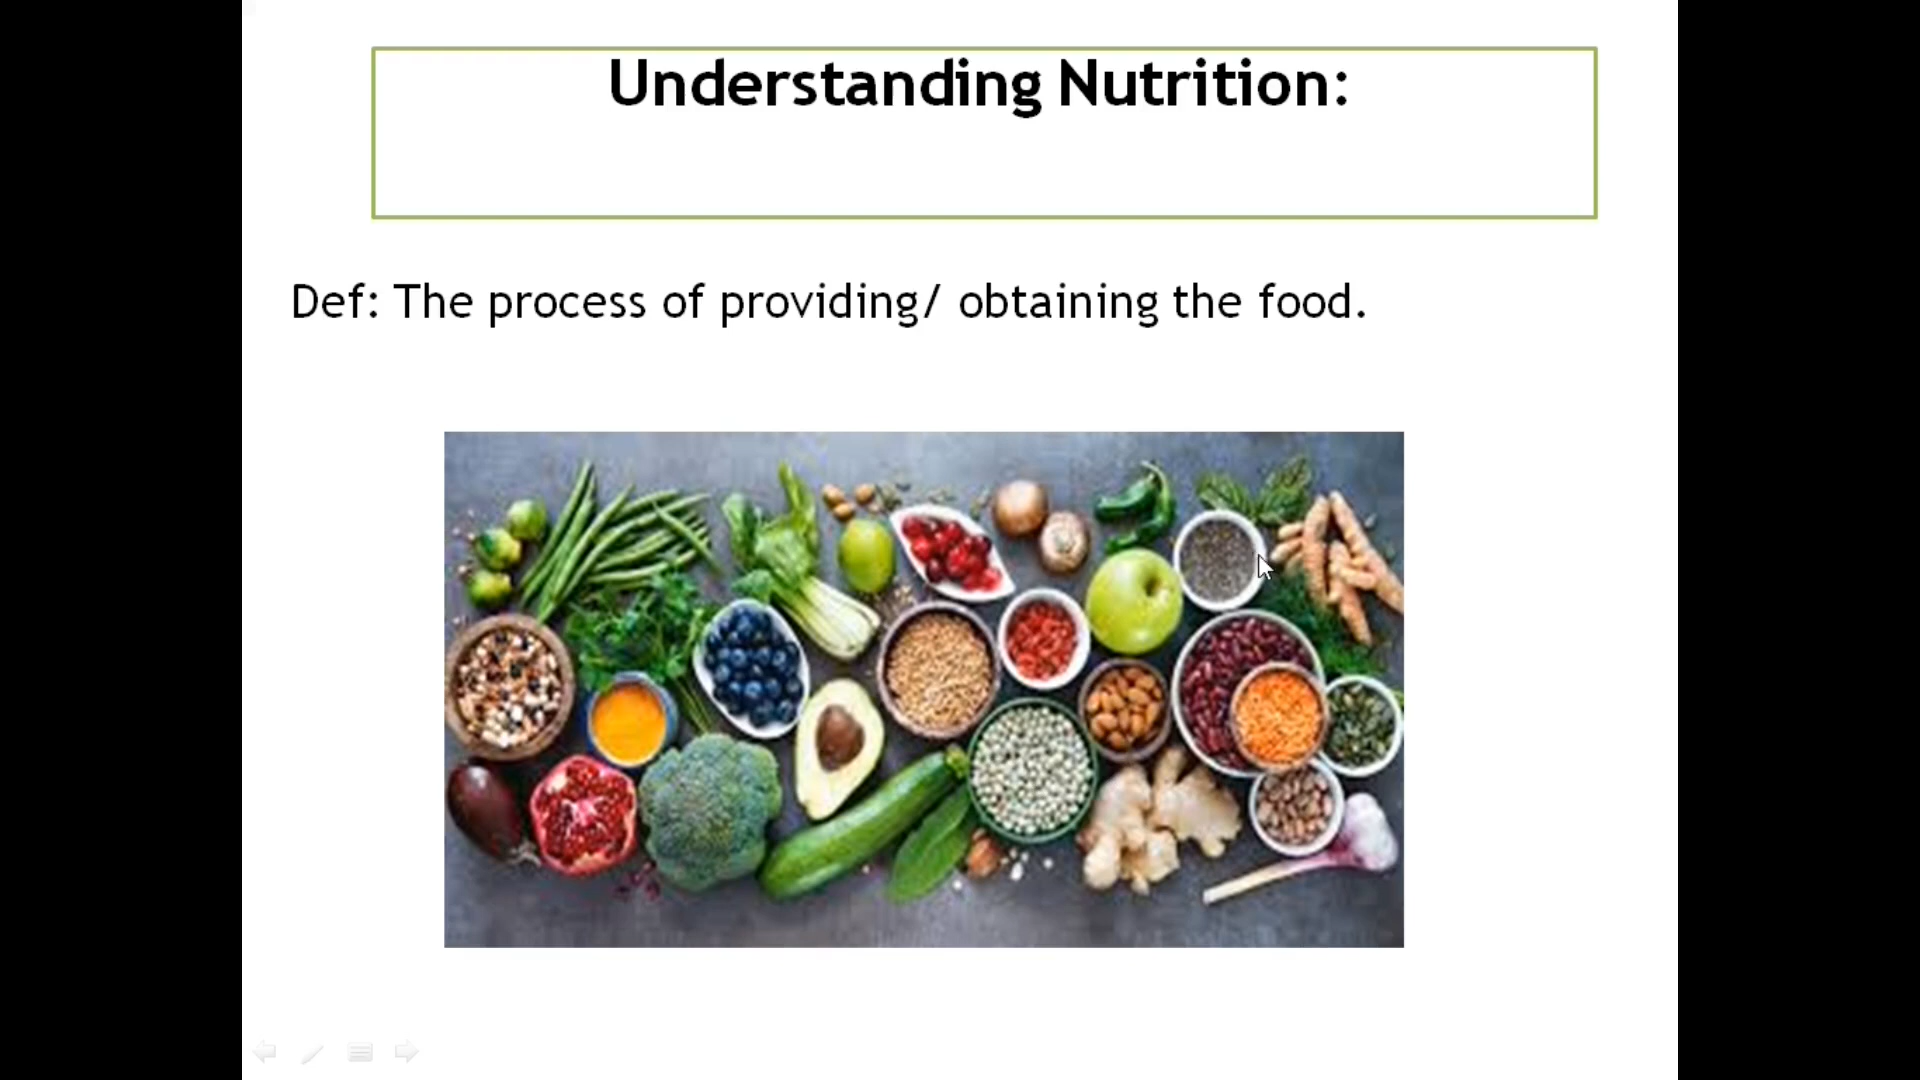 Understanding Nutrition:
Def: The process of providing/ obtaining the food.